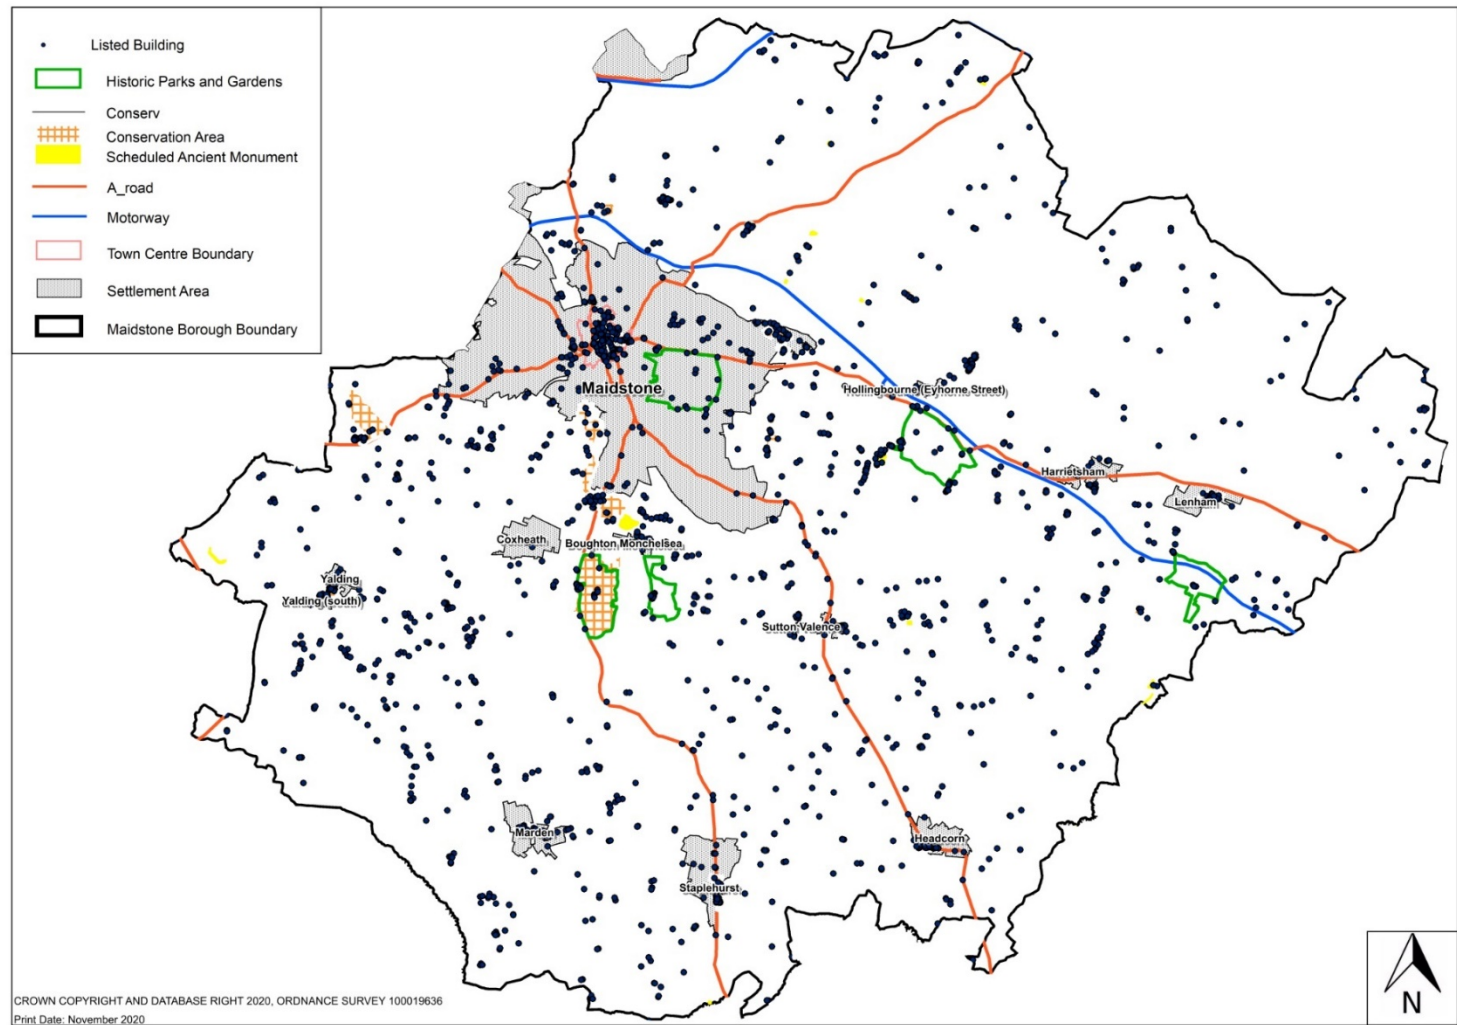 Listed Building
Historic Parks and Gardens
Conserv
Conservation Area
Scheduled Ancient Monument
A_road
Motorway
Town Centre Boundary
Settlement Area
Maidstone Borough Boundary
Maidstone
Hollingbourne (Eyhorne Street)
Harrietsham
Lenham
Coxheath
Boughton Monchelsea
Yalding
Yalding (south)
Sutton Valence
Marden
Headcorn
Staplehurst
N
CROWN COPYRIGHT AND DATABASE RIGHT 2020, ORDNANCE SURVEY 100019636
Print Date: November 2020